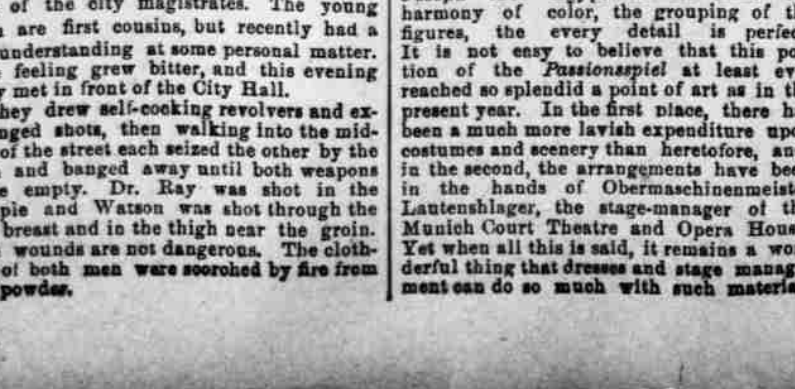 of the city magistrates. The young
are first cousins, but recently had a
understanding at some personal matter.
feeling grew bitter, and this evening
met in front of the City Hall.
hey drew self-cocking revolvers and ex-
nged shots, then walking into the mid-
of the street each seized the other by the
and banged away until both weapons
e empty. Dr. Ray was shot in the
ple and Watson was shot through the
breast and in the thigh near the groin.
wounds are not dangerous. The cloth-
of both men were scorched by fire from
powder.
harmony of color, the grouping of th
figures, the every detail is perfec
It is not easy to believe that this po
tion of the Passionsspiel at least ev
reached so splendid a point of art as in th
present year. In the first place, there ha
been a much more lavish expenditure upo
costumes and scenery than heretofore, an
in the second, the arrangements have bee
in the hands of Obermaschinenmeist
Lautenshlager, the stage-manager of th
Munich Court Theatre and Opera Hous
Yet when all this is said, it remains a wo
derful thing that dresses and stage manag
ment can do so much with such materia